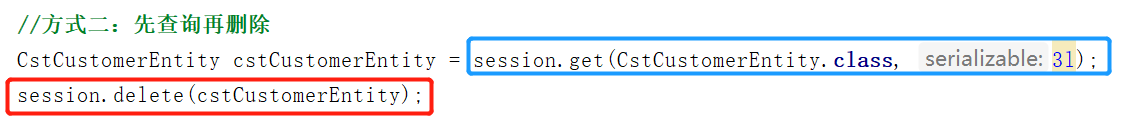 //方式二：先查询再删除
CstCustomerEntity cstCustomerEntity = session.get(CstCustomerEntity.class, serializable: 3l);
session.delete(cstCustomerEntity);